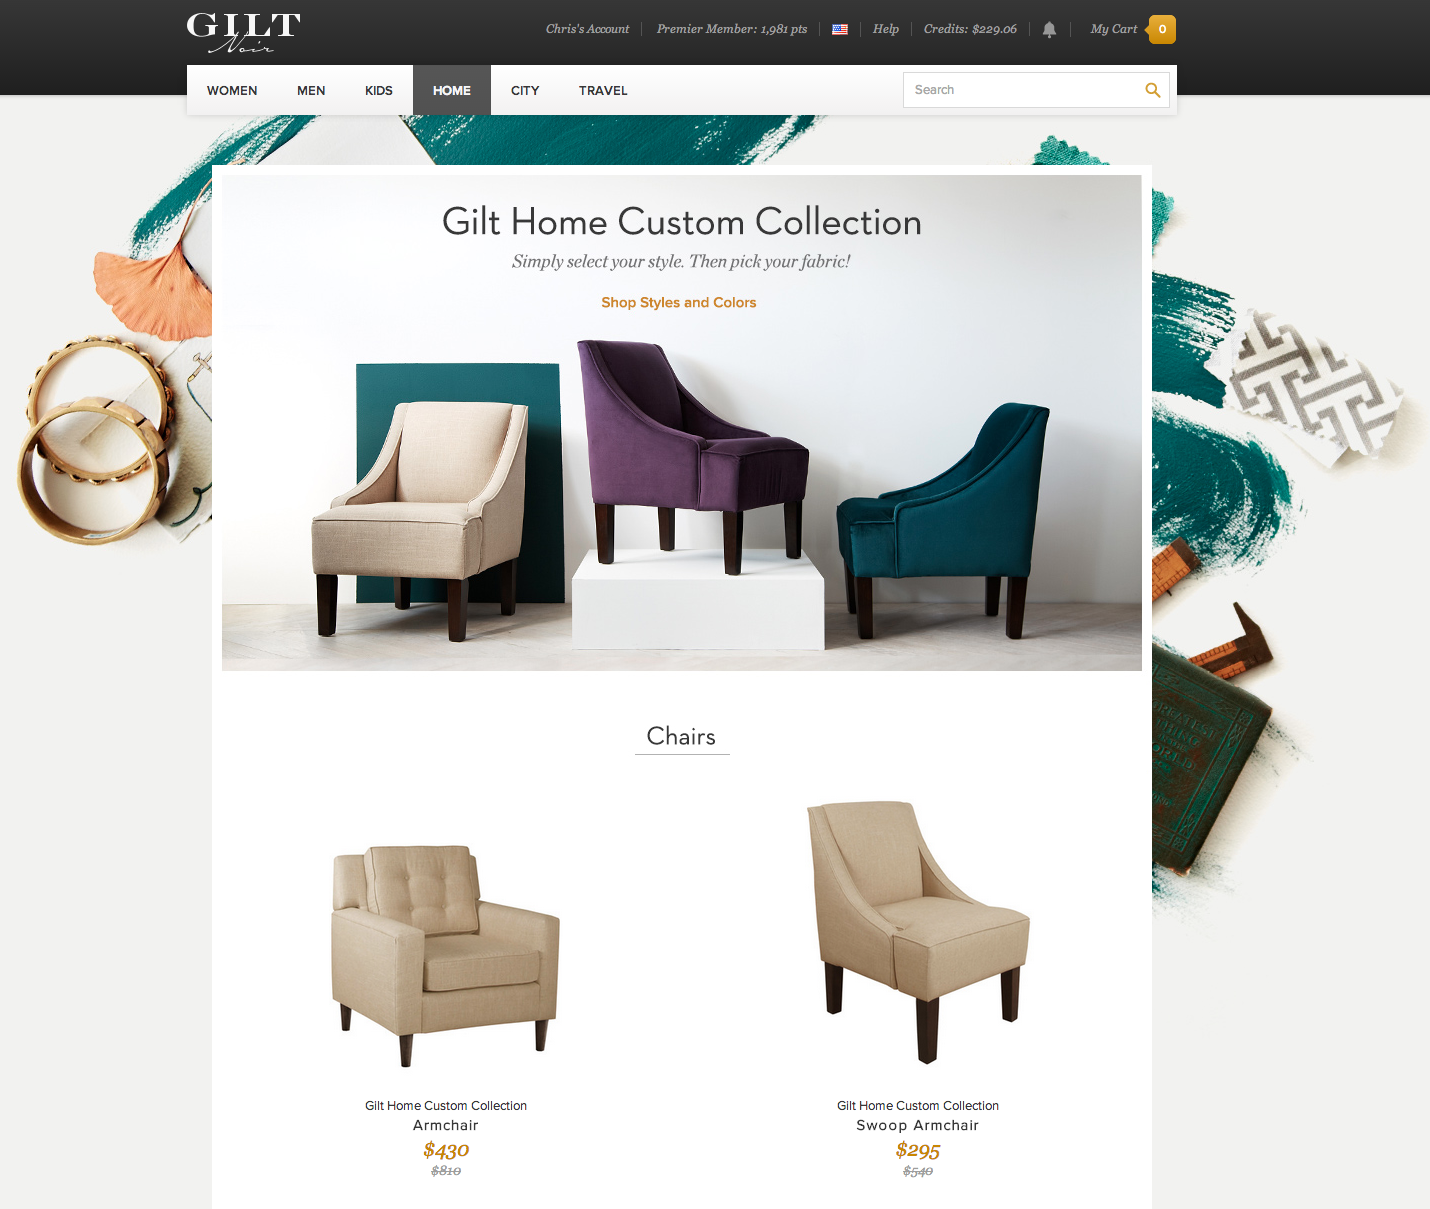 GILT
Noir
Chris's Account
Premier Member: 1,981 pts
Help
Credits: $229.06
My Cart
0
WOMEN
MEN
KIDS
HOME
CITY
TRAVEL
Search
Gilt Home Custom Collection
Simply select your style. Then pick your fabric!
Shop Styles and Colors
Chairs
Gilt Home Custom Collection
Armchair
$430
$810
Gilt Home Custom Collection
Swoop Armchair
$295
$540